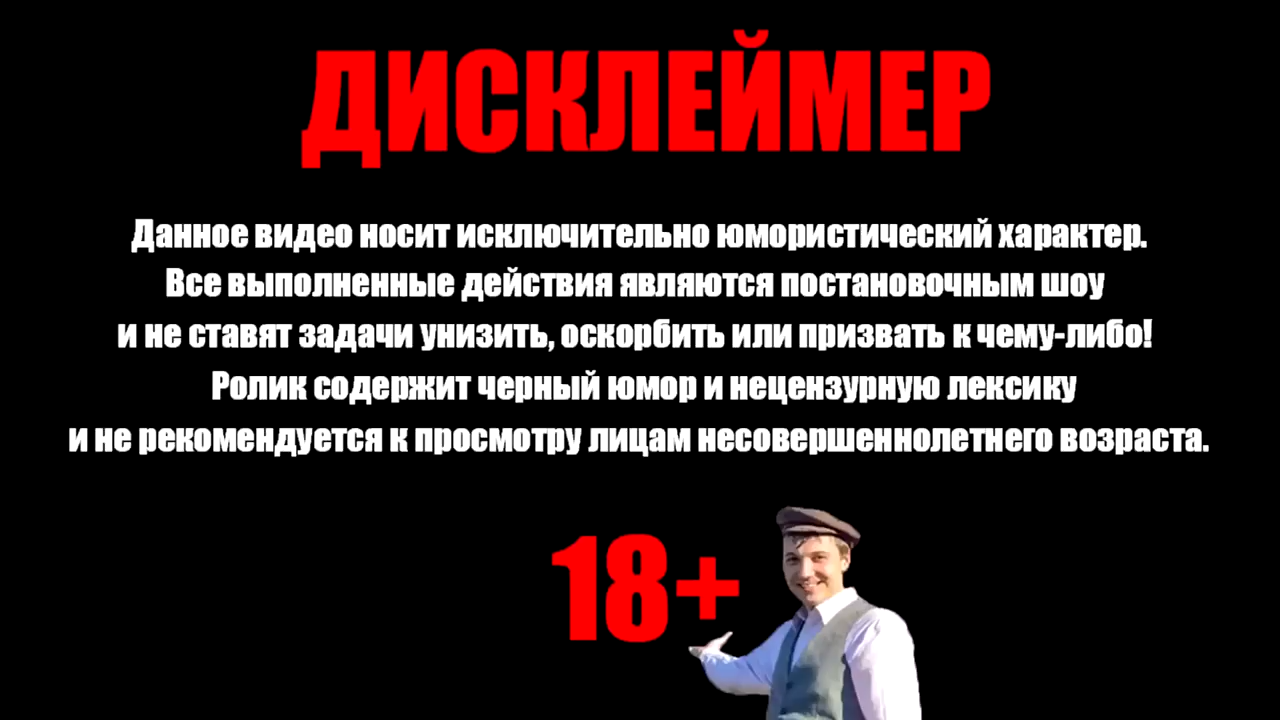 ДИСКЛЕЙМЕР
Данное видео носит исключительно юмористический характер.
Все выполненные действия являются постановочным шоу
и не ставят задачи унизить, оскорбить или призвать к чему-либо!
Ролик содержит черный юмор и нецензурную лексику
и не рекомендуется к просмотру лицам несовершеннолетнего возраста.
18+